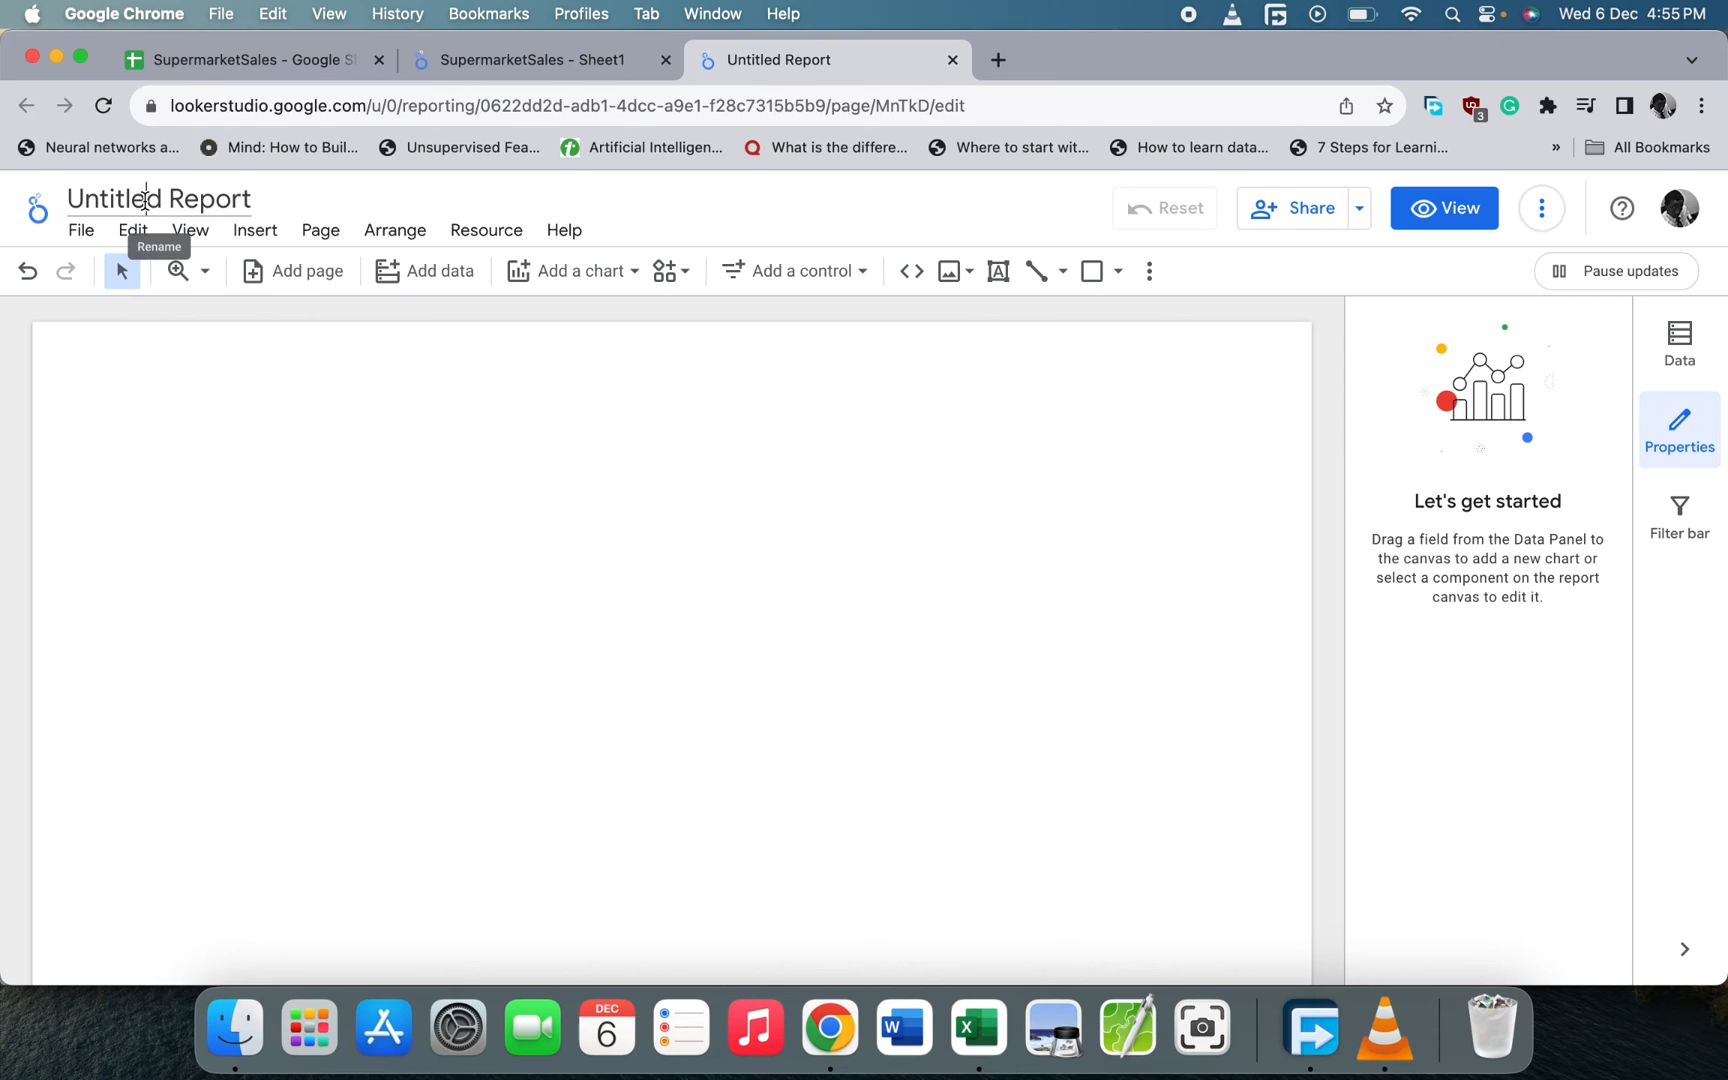 Google Chrome File Edit View History Bookmarks Profiles Tab Window Help Wed 6 Dec 4:55 PM
SupermarketSales - Google Sh SupermarketSales - Sheet1 Untitled Report
lookerstudio.google.com/u/0/reporting/0622dd2d-adb1-4dcc-a9e1-f28c7315b5b9/page/MnTkD/edit 3
Neural networks a... Mind: How to Buil... Unsupervised Fea... Artificial Intelligen... What is the differe... Where to start wit... How to learn data... 7 Steps for Learni... » All Bookmarks
Untitled Report
Reset Share View
File Edit View Insert Page Arrange Resource Help
Rename
Add page Add data Add a chart Add a control Pause updates
Data
Properties
Filter bar
Let's get started
Drag a field from the Data Panel to
the canvas to add a new chart or
select a component on the report
canvas to edit it.
DEC
6